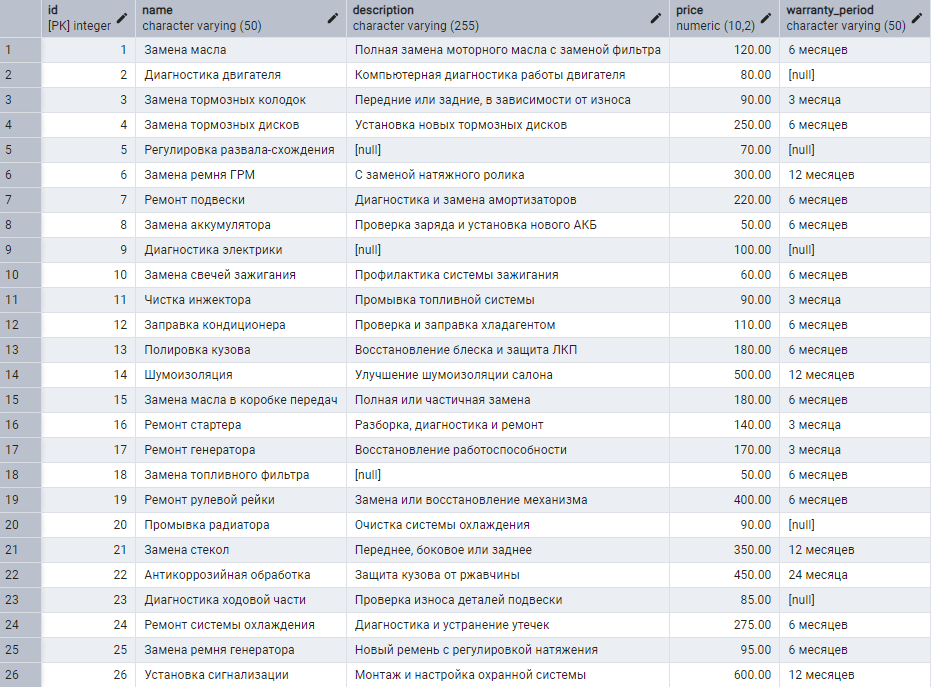 id name description price warranty_period
[PK] integer character varying (50) character varying (255) numeric (10,2) character varying (50)
1 1 Замена масла Полная замена моторного масла с заменой фильтра 120.00 6 месяцев
2 2 Диагностика двигателя Компьютерная диагностика работы двигателя 80.00 [null]
3 3 Замена тормозных колодок Передние или задние, в зависимости от износа 90.00 3 месяца
4 4 Замена тормозных дисков Установка новых тормозных дисков 250.00 6 месяцев
5 5 Регулировка развала-схождения [null] 70.00 [null]
6 6 Замена ремня ГРМ С заменой натяжного ролика 300.00 12 месяцев
7 7 Ремонт подвески Диагностика и замена амортизаторов 220.00 6 месяцев
8 8 Замена аккумулятора Проверка заряда и установка нового АКБ 50.00 6 месяцев
9 9 Диагностика электрики [null] 100.00 [null]
10 10 Замена свечей зажигания Профилактика системы зажигания 60.00 6 месяцев
11 11 Чистка инжектора Промывка топливной системы 90.00 3 месяца
12 12 Заправка кондиционера Проверка и заправка хладагентом 110.00 6 месяцев
13 13 Полировка кузова Восстановление блеска и защита ЛКП 180.00 6 месяцев
14 14 Шумоизоляция Улучшение шумоизоляции салона 500.00 12 месяцев
15 15 Замена масла в коробке передач Полная или частичная замена 180.00 6 месяцев
16 16 Ремонт стартера Разборка, диагностика и ремонт 140.00 3 месяца
17 17 Ремонт генератора Восстановление работоспособности 170.00 3 месяца
18 18 Замена топливного фильтра [null] 50.00 6 месяцев
19 19 Ремонт рулевой рейки Замена или восстановление механизма 400.00 6 месяцев
20 20 Промывка радиатора Очистка системы охлаждения 90.00 [null]
21 21 Замена стекол Переднее, боковое или заднее 350.00 12 месяцев
22 22 Антикоррозийная обработка Защита кузова от ржавчины 450.00 24 месяца
23 23 Диагностика ходовой части Проверка износа деталей подвески 85.00 [null]
24 24 Ремонт системы охлаждения Диагностика и устранение утечек 275.00 6 месяцев
25 25 Замена ремня генератора Новый ремень с регулировкой натяжения 95.00 6 месяцев
26 26 Установка сигнализации Монтаж и настройка охранной системы 600.00 12 месяцев